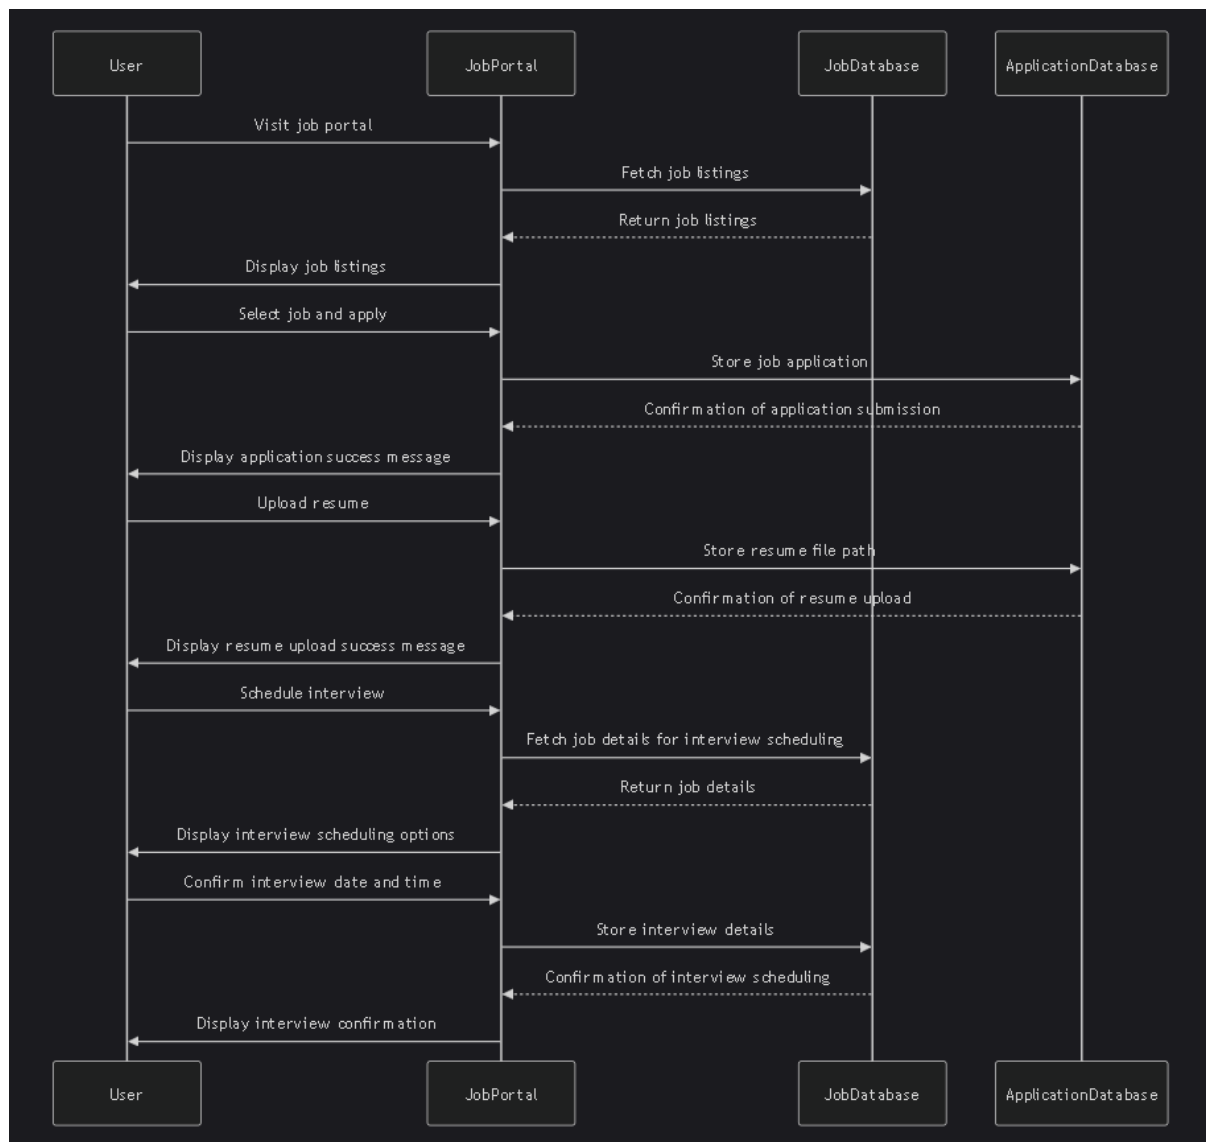 User
JobPortal
JobDatabase
ApplicationDatabase
Visit job portal
Fetch job listings
Return job listings
Display job listings
Select job and apply
Store job application
Confirmation of application submission
Display application success message
Upload resume
Store resume file path
Confirmation of resume upload
Display resume upload success message
Schedule interview
Fetch job details for interview scheduling
Return job details
Display interview scheduling options
Confirm interview date and time
Store interview details
Confirmation of interview scheduling
Display interview confirmation
User
JobPortal
JobDatabase
ApplicationDatabase